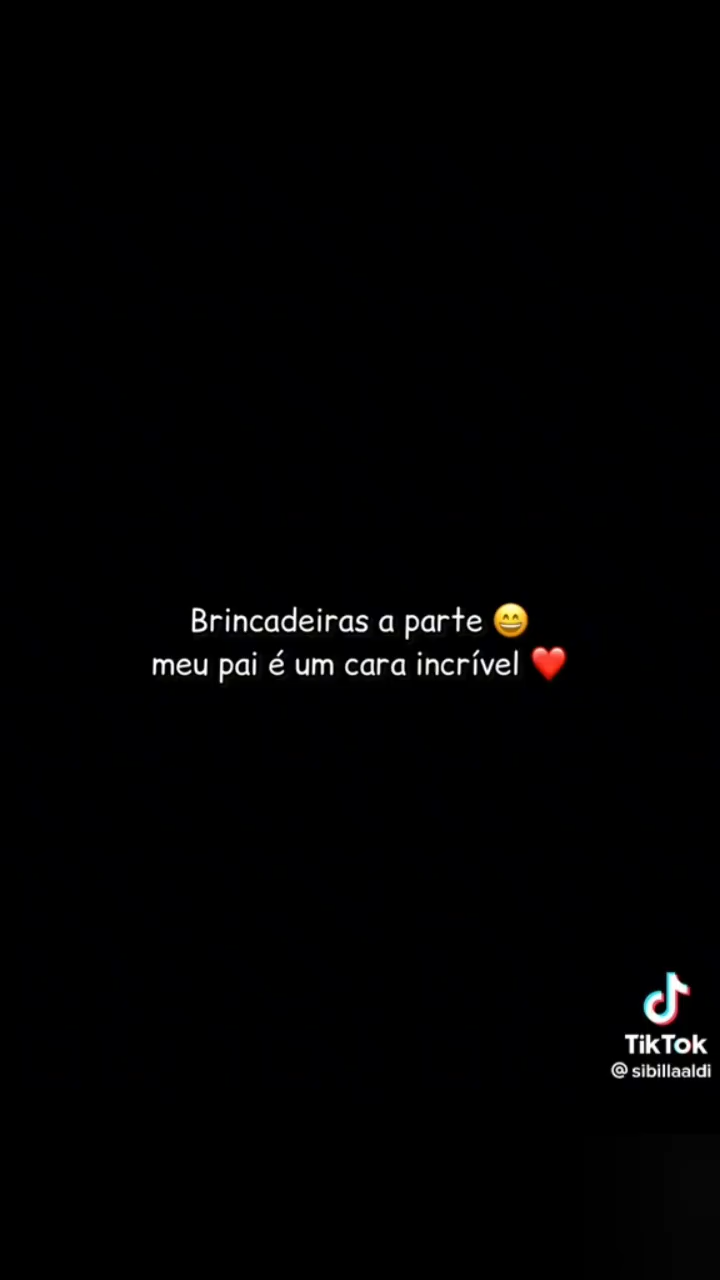 Brincadeiras a parte 😄
meu pai é um cara incrível ❤️
TikTok
@sibillaaldi